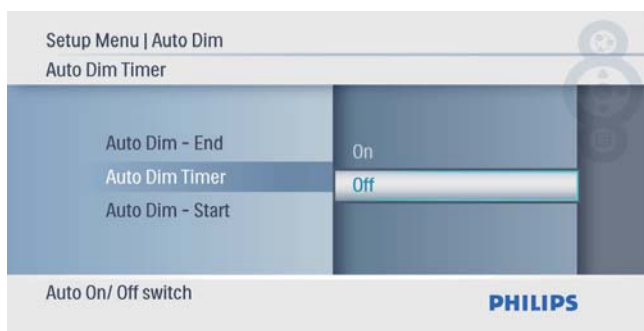 Setup Menu | Auto Dim
Auto Dim Timer
Auto Dim - End
On
Auto Dim Timer
Off
Auto Dim - Start
Auto On/ Off switch
PHILIPS